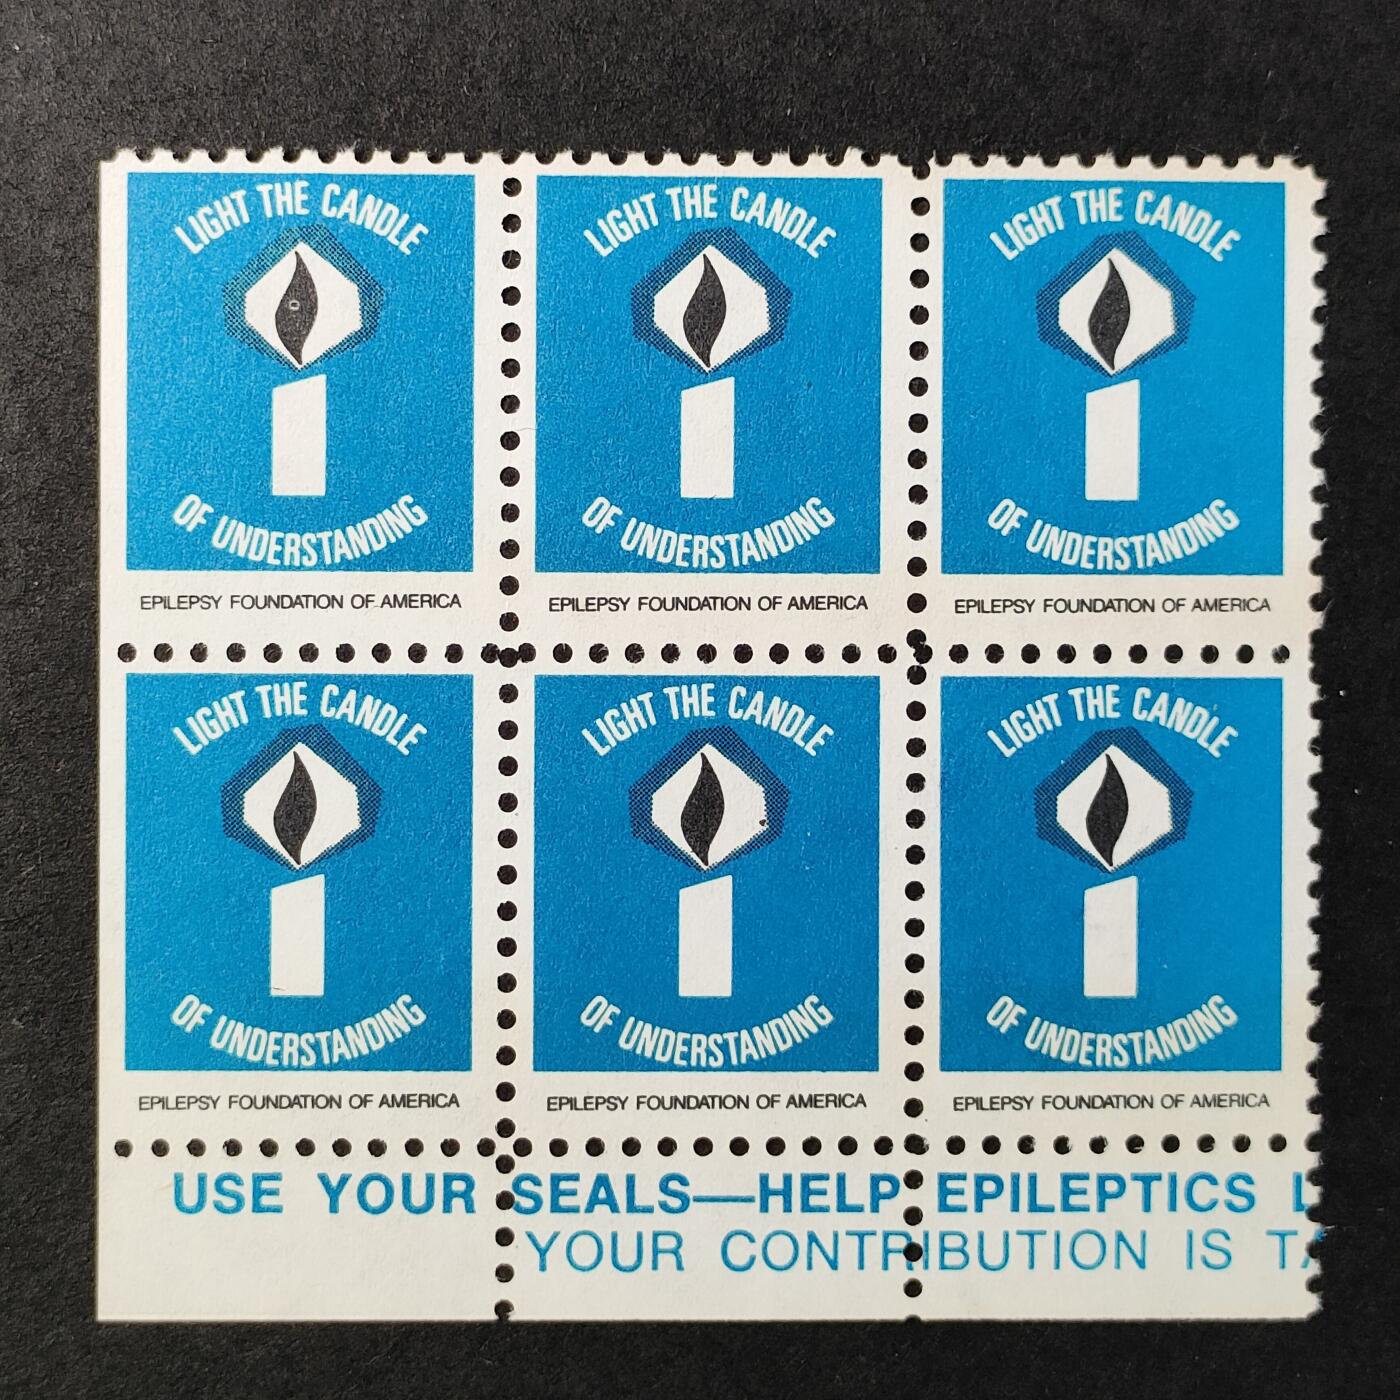 LIGHT THE CANDLE
OF UNDERSTANDING
EPILEPSY FOUNDATION OF AMERICA
LIGHT THE CANDLE
OF UNDERSTANDING
EPILEPSY FOUNDATION OF AMERICA
LIGHT THE CANDLE
OF UNDERSTANDING
EPILEPSY FOUNDATION OF AMERICA
LIGHT THE CANDLE
OF UNDERSTANDING
EPILEPSY FOUNDATION OF AMERICA
LIGHT THE CANDLE
OF UNDERSTANDING
EPILEPSY FOUNDATION OF AMERICA
LIGHT THE CANDLE
OF UNDERSTANDING
EPILEPSY FOUNDATION OF AMERICA
USE YOUR SEALS—HELP EPILEPTICS
YOUR CONTRIBUTION IS